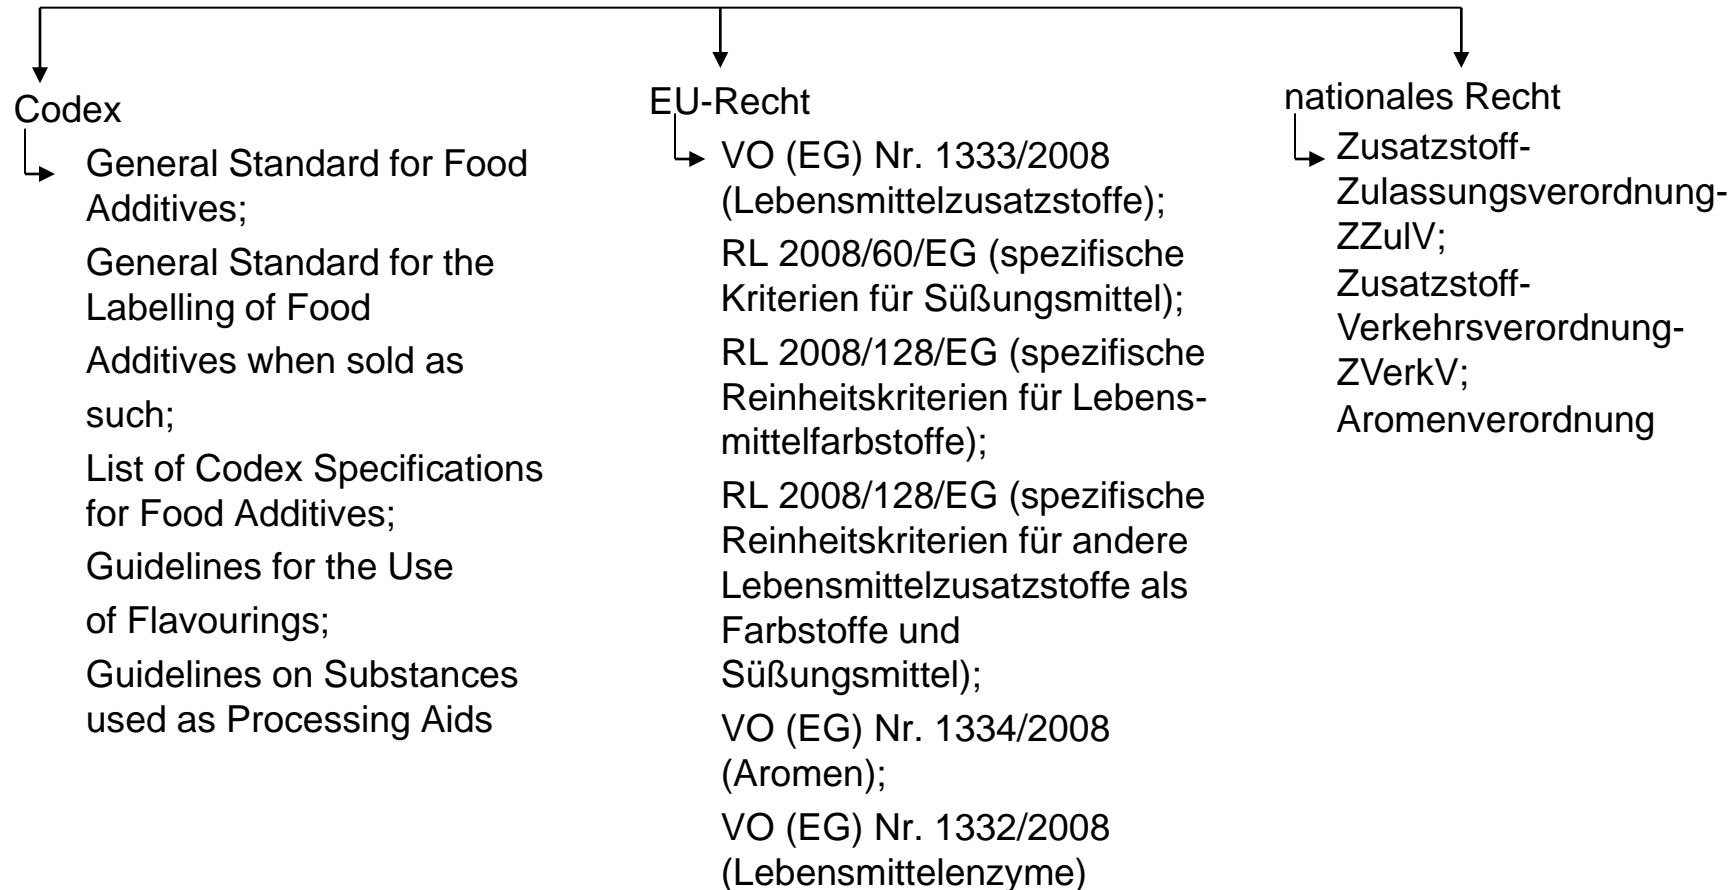 Codex
General Standard for Food
Additives;
General Standard for the
Labelling of Food
Additives when sold as
such;
List of Codex Specifications
for Food Additives;
Guidelines for the Use
of Flavourings;
Guidelines on Substances
used as Processing Aids
EU-Recht
VO (EG) Nr. 1333/2008
(Lebensmittelzusatzstoffe);
RL 2008/60/EG (spezifische
Kriterien für Süßungsmittel);
RL 2008/128/EG (spezifische
Reinheitskriterien für Lebens-
mittelfarbstoffe);
RL 2008/128/EG (spezifische
Reinheitskriterien für andere
Lebensmittelzusatzstoffe als
Farbstoffe und
Süßungsmittel);
VO (EG) Nr. 1334/2008
(Aromen);
VO (EG) Nr. 1332/2008
(Lebensmittelenzyme)
nationales Recht
Zusatzstoff-
Zulassungsverordnung-
ZZulV;
Zusatzstoff-
Verkehrsverordnung-
ZVerkV;
Aromenverordnung